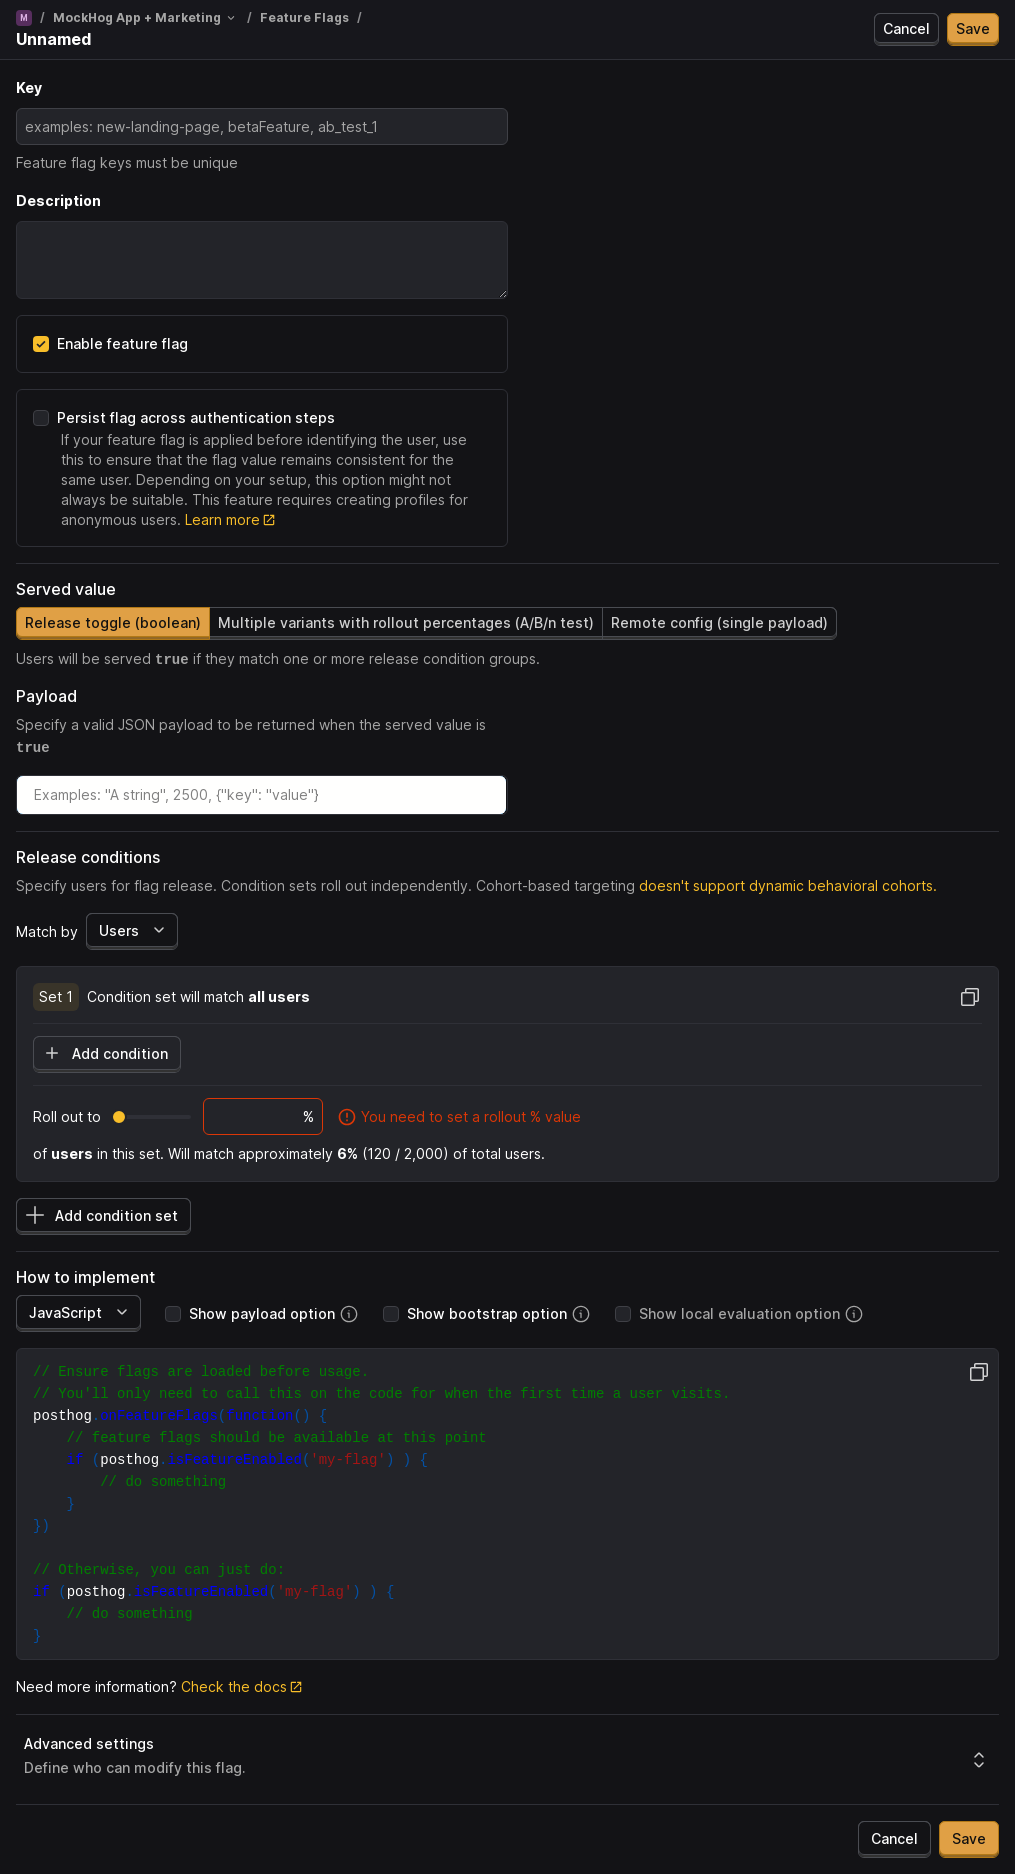 M / MockHog App + Marketing / Feature Flags /
Unnamed
Cancel Save
Key
examples: new-landing-page, betaFeature, ab_test_1
Feature flag keys must be unique
Description
Enable feature flag
Persist flag across authentication steps
If your feature flag is applied before identifying the user, use
this to ensure that the flag value remains consistent for the
same user. Depending on your setup, this option might not
always be suitable. This feature requires creating profiles for
anonymous users. Learn more
Served value
Release toggle (boolean) Multiple variants with rollout percentages (A/B/n test) Remote config (single payload)
Users will be served true if they match one or more release condition groups.
Payload
Specify a valid JSON payload to be returned when the served value is
true
Examples: "A string", 2500, {"key": "value"}
Release conditions
Specify users for flag release. Condition sets roll out independently. Cohort-based targeting doesn't support dynamic behavioral cohorts.
Match by Users
Set 1 Condition set will match all users
Add condition
Roll out to % You need to set a rollout % value
of users in this set. Will match approximately 6% (120 / 2,000) of total users.
Add condition set
How to implement
JavaScript Show payload option Show bootstrap option Show local evaluation option
// Ensure flags are loaded before usage.
// You'll only need to call this on the code for when the first time a user visits.
posthog.onFeatureFlags(function() {
    // feature flags should be available at this point
    if (posthog.isFeatureEnabled('my-flag') ) {
        // do something
    }
})
// Otherwise, you can just do:
if (posthog.isFeatureEnabled('my-flag') ) {
    // do something
}
Need more information? Check the docs
Advanced settings
Define who can modify this flag.
Cancel Save